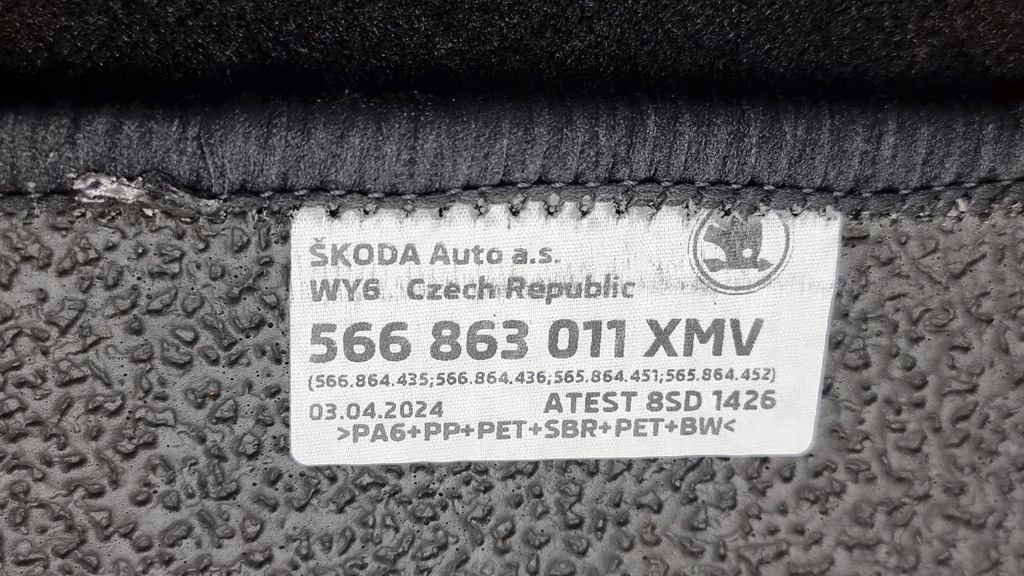 ŠKODA Auto a.s.
WY6 Czech Republic
566 863 011 XMV
(566.864.435;566.864.436;565.864.451;565.864.452)
03.04.2024 ATEST 8SD 1426
>PA6+PP+PET+SBR+PET+BW<